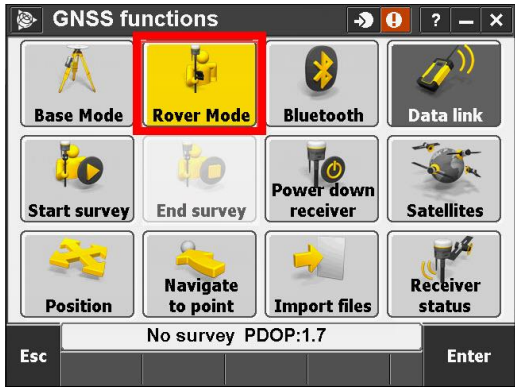 GNSS functions
? – ×
Base Mode
Rover Mode
Bluetooth
Data link
Start survey
End survey
Power down
receiver
Satellites
Position
Navigate
to point
Import files
Receiver
status
No survey PDOP:1.7
Esc
Enter